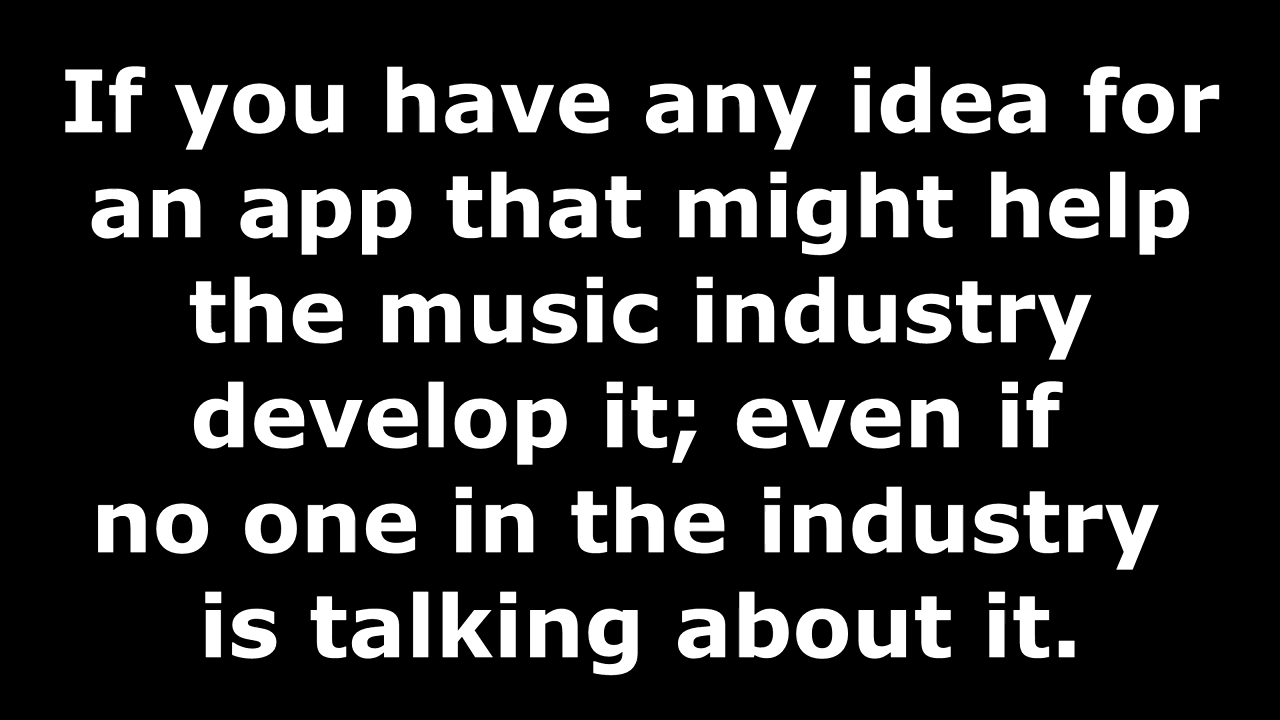 If you have any idea for
an app that might help
the music industry
develop it; even if
no one in the industry
is talking about it.